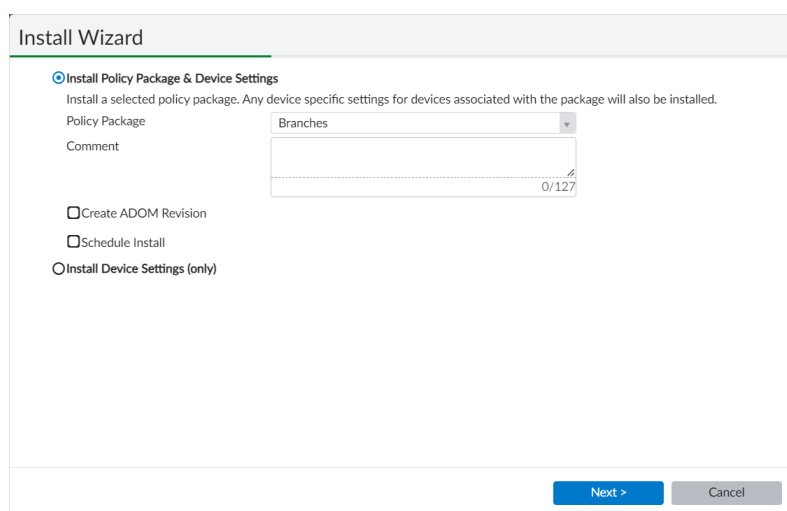 Install Wizard
Install Policy Package & Device Settings
Install a selected policy package. Any device specific settings for devices associated with the package will also be installed.
Policy Package
Branches
Comment
0/127
Create ADOM Revision
Schedule Install
Install Device Settings (only)
Next >
Cancel